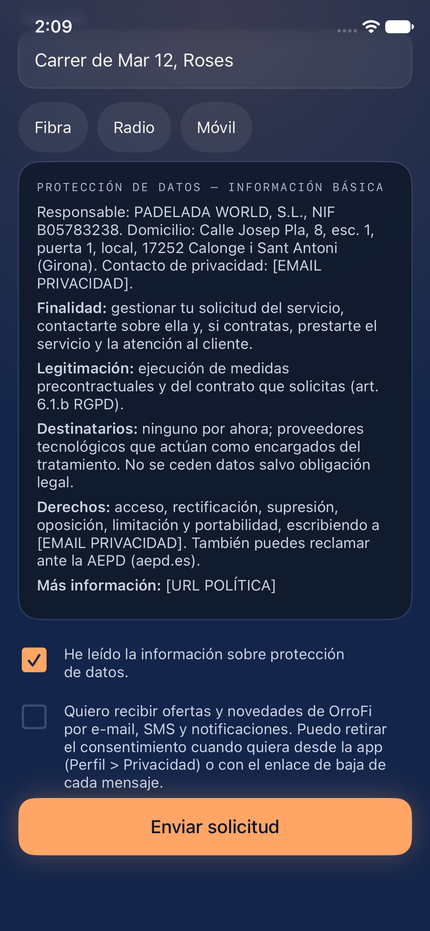 2:09
Carrer de Mar 12, Roses
Fibra
Radio
Móvil
PROTECCIÓN DE DATOS — INFORMACIÓN BÁSICA
Responsable: PADELADA WORLD, S.L., NIF
B05783238. Domicilio: Calle Josep Pla, 8, esc. 1,
puerta 1, local, 17252 Calonge i Sant Antoni
(Girona). Contacto de privacidad: [EMAIL
PRIVACIDAD].
Finalidad: gestionar tu solicitud del servicio,
contactarte sobre ella y, si contratas, prestarte el
servicio y la atención al cliente.
Legitimación: ejecución de medidas
precontractuales y del contrato que solicitas (art.
6.1.b RGPD).
Destinatarios: ninguno por ahora; proveedores
tecnológicos que actúan como encargados del
tratamiento. No se ceden datos salvo obligación
legal.
Derechos: acceso, rectificación, supresión,
oposición, limitación y portabilidad, escribiendo a
[EMAIL PRIVACIDAD]. También puedes reclamar
ante la AEPD (aepd.es).
Más información: [URL POLÍTICA]
He leído la información sobre protección
de datos.
Quiero recibir ofertas y novedades de OrroFi
por e-mail, SMS y notificaciones. Puedo retirar
el consentimiento cuando quiera desde la app
(Perfil > Privacidad) o con el enlace de baja de
cada mensaje.
Enviar solicitud